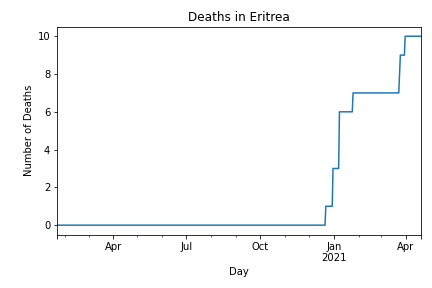 Deaths in Eritrea
10
8
6
4
2
0
Number of Deaths
Apr
Jul
Oct
Jan
2021
Apr
Day